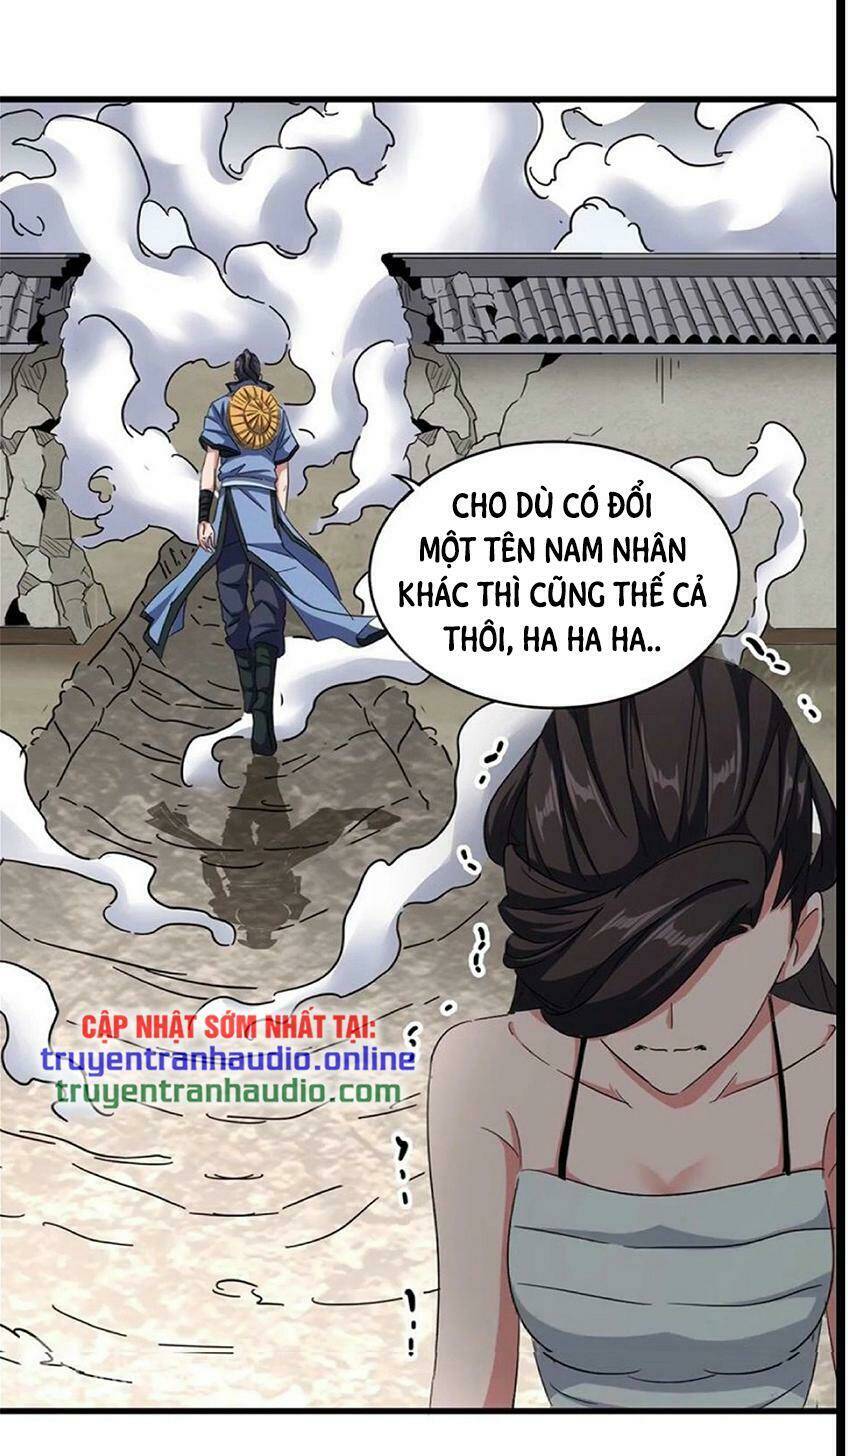 CHO DÙ CÓ ĐỔI
MỘT TÊN NAM NHÂN
KHÁC THÌ CŨNG THẾ CẢ
THÔI, HA HA HA..
CẬP NHẬT SỚM NHẤT TẠI:
truyentranhaudio.online
truyentranhaudio.com